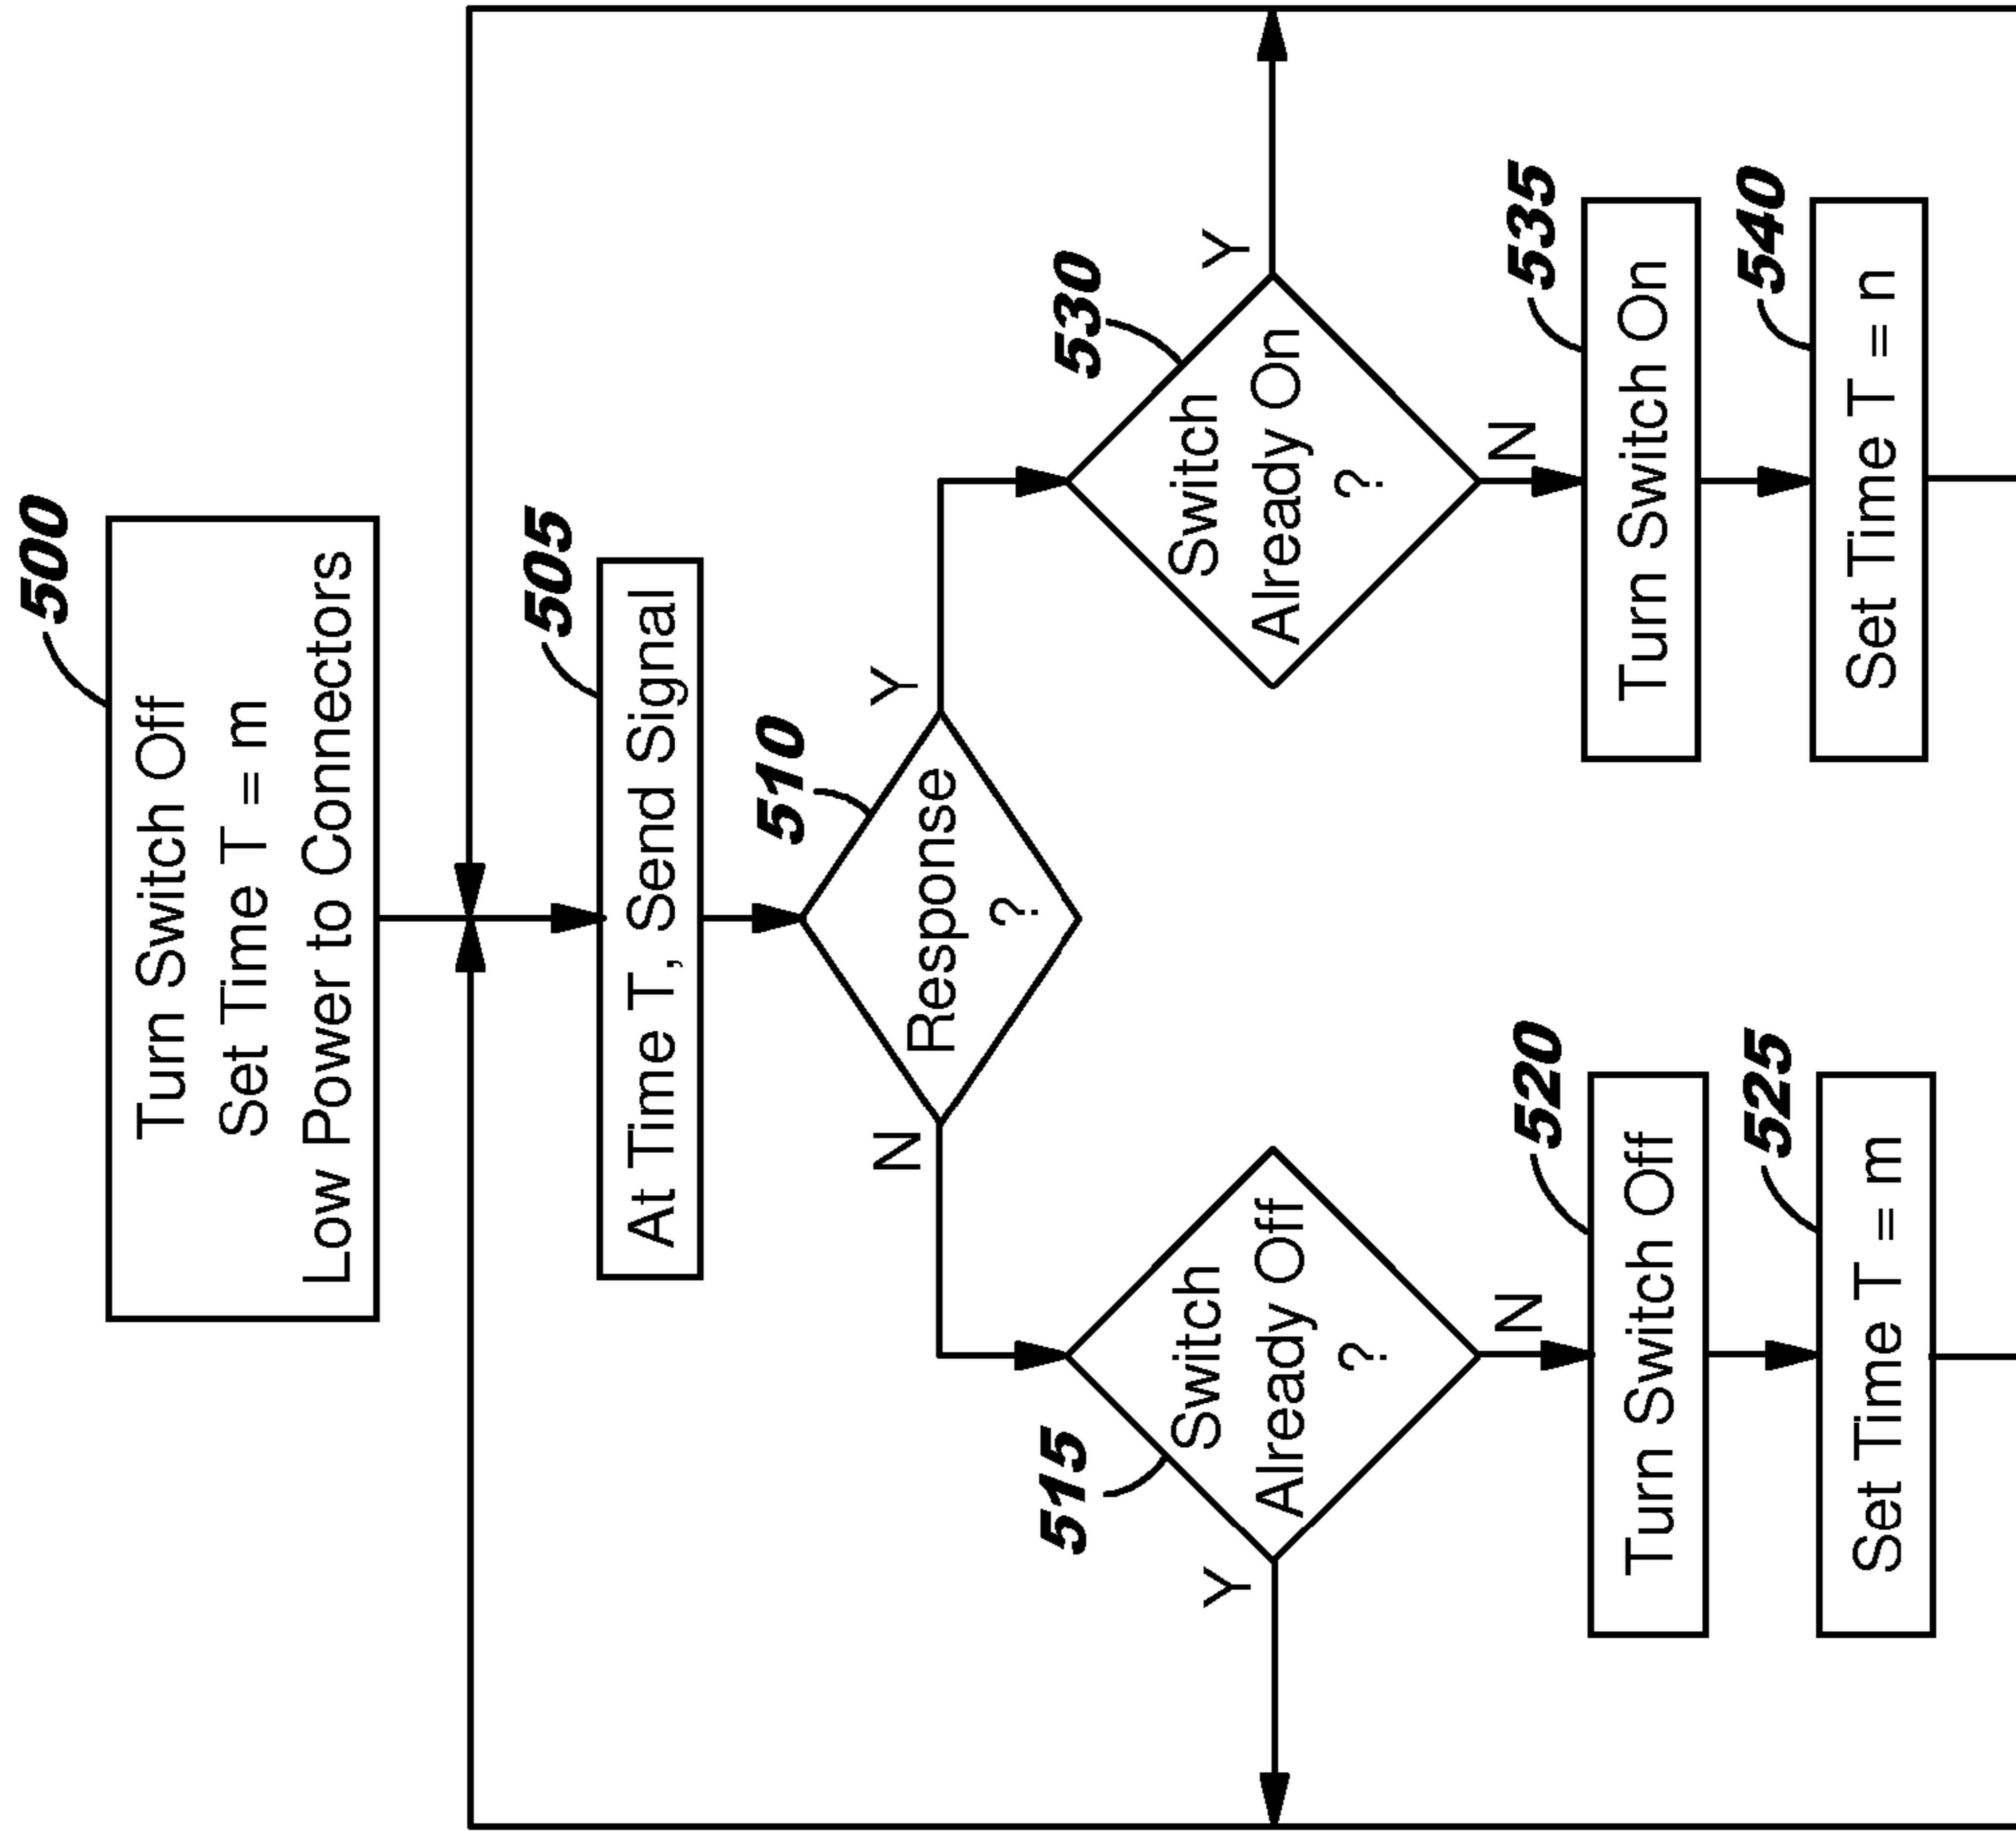 500
Turn Switch Off
Set Time T = m
Low Power to Connectors
505
At Time T, Send Signal
510
Response
?
N
Y
515
Switch
Already Off
?
Y
N
520
Turn Switch Off
525
Set Time T = m
530
Switch
Already On
?
Y
N
535
Turn Switch On
540
Set Time T = n